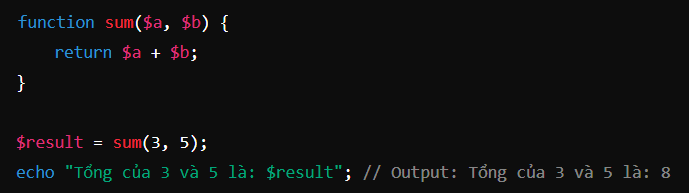 function sum($a, $b) {
    return $a + $b;
}

$result = sum(3, 5);
echo "Tổng của 3 và 5 là: $result"; // Output: Tổng của 3 và 5 là: 8